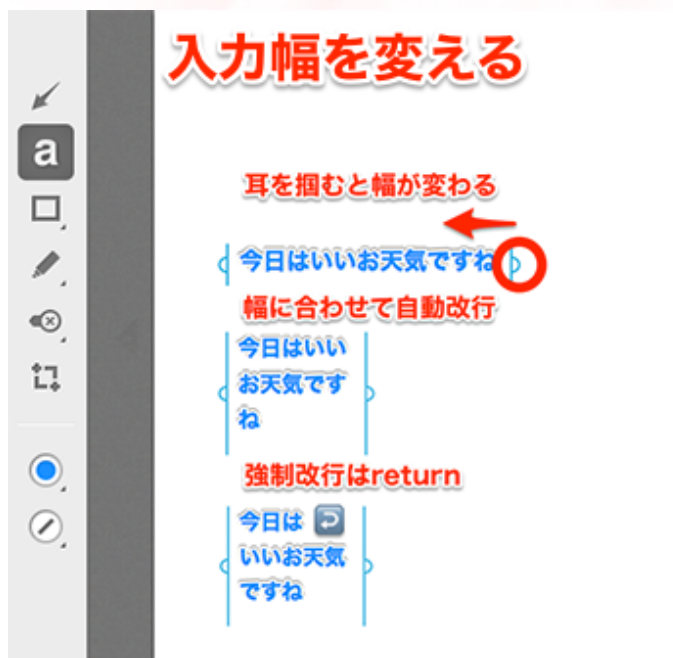 入力幅を変える
a
耳を掴むと幅が変わる
今日はいいお天気ですね
幅に合わせて自動改行
今日はいい
お天気です
ね
強制改行はreturn
今日は
いいお天気
ですね